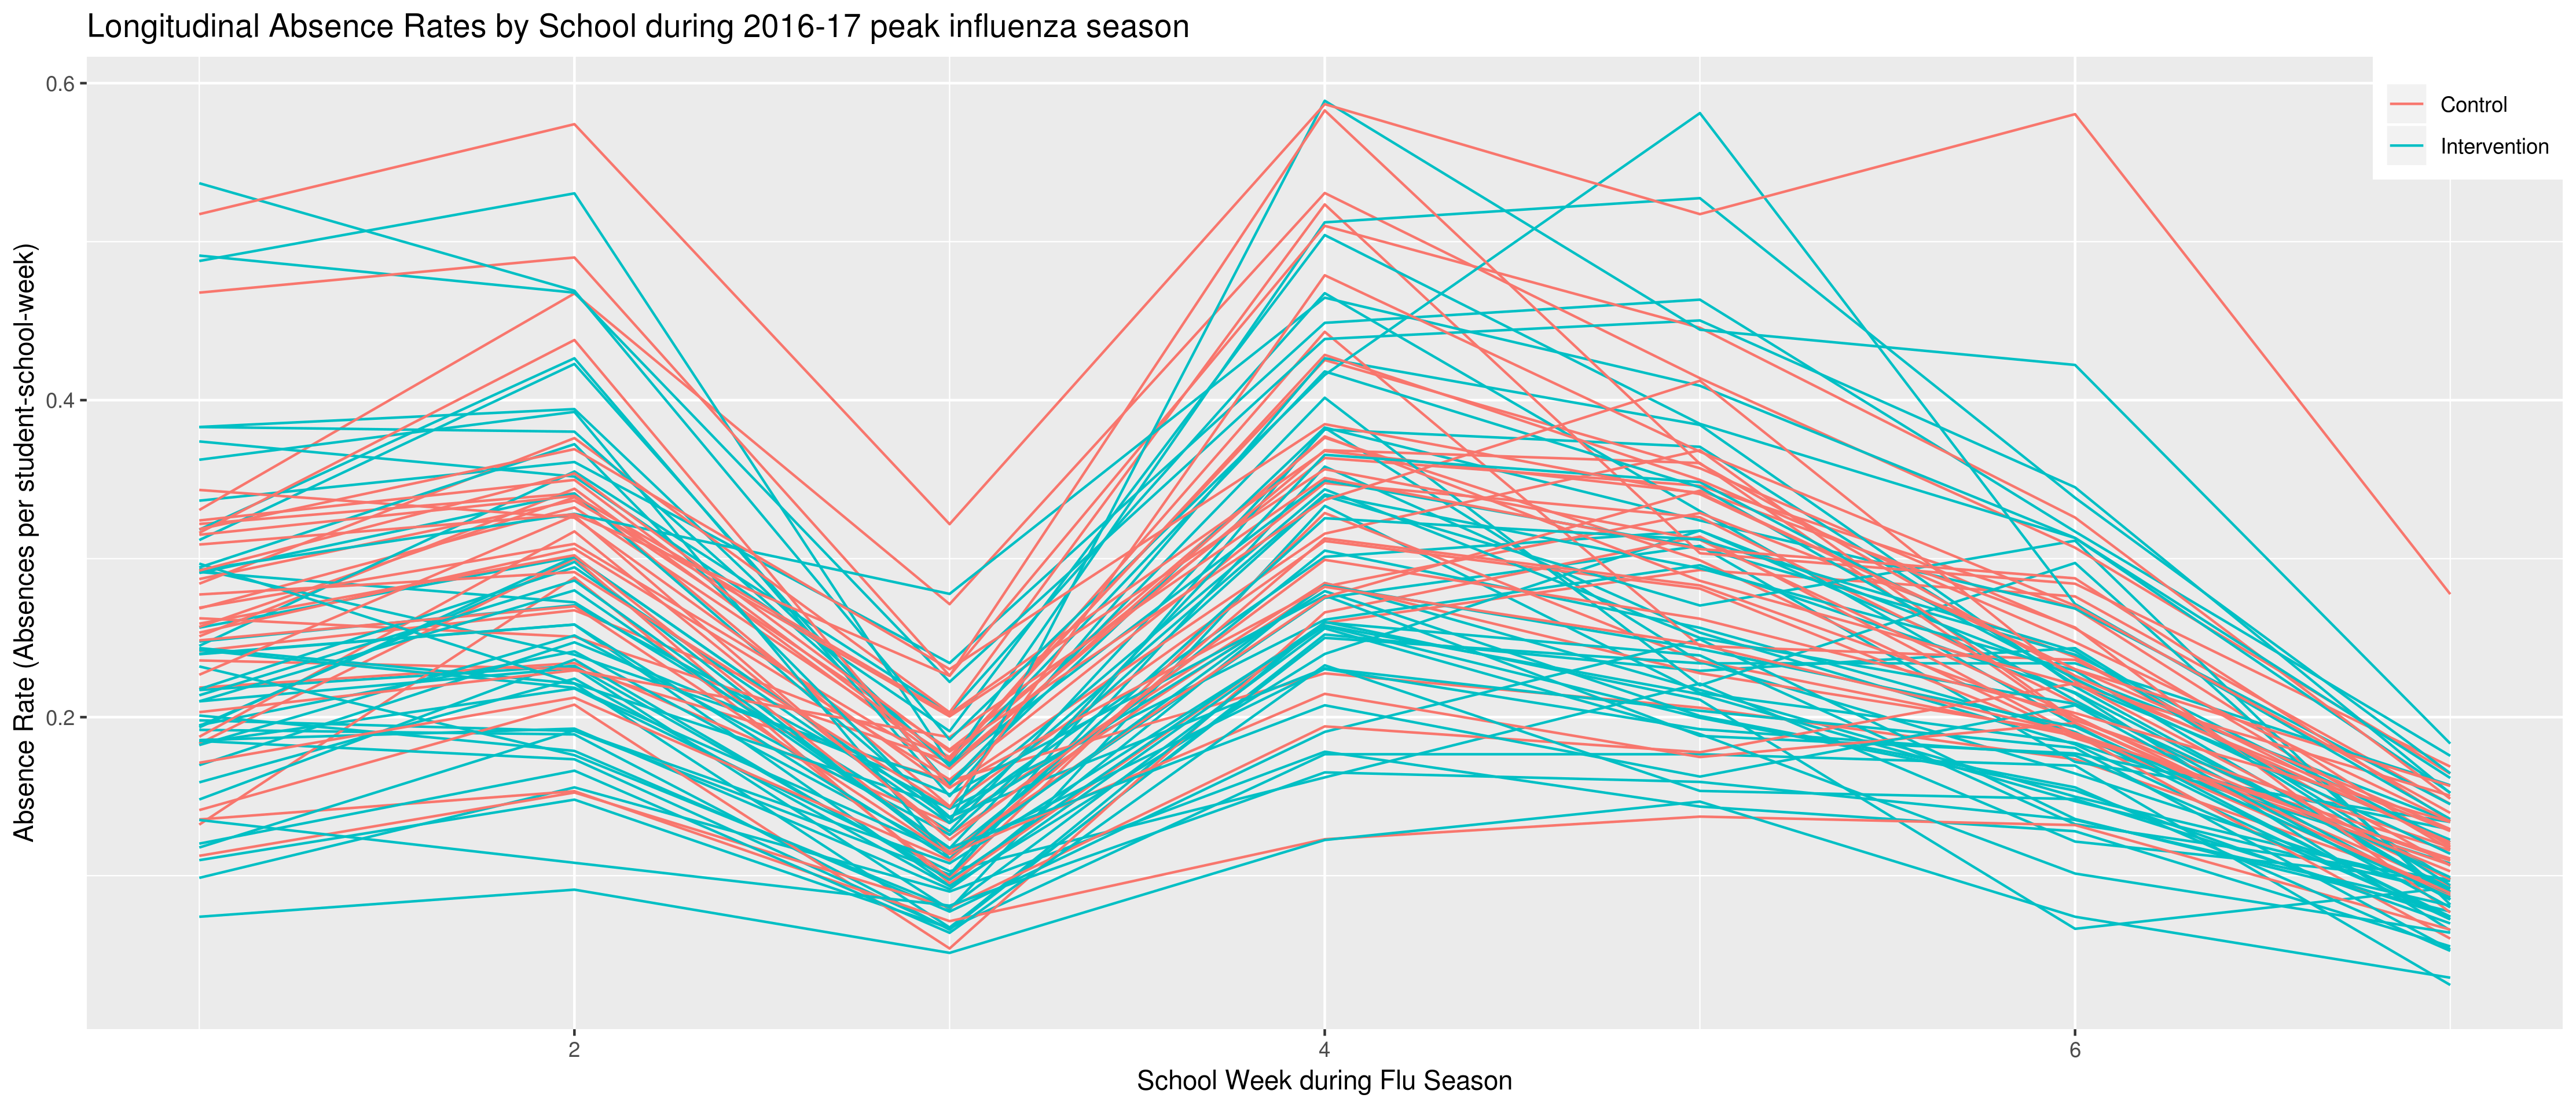 Longitudinal Absence Rates by School during 2016-17 peak influenza season
0.6
0.4
0.2
Absence Rate (Absences per student-school-week)
Control
Intervention
2
4
6
School Week during Flu Season